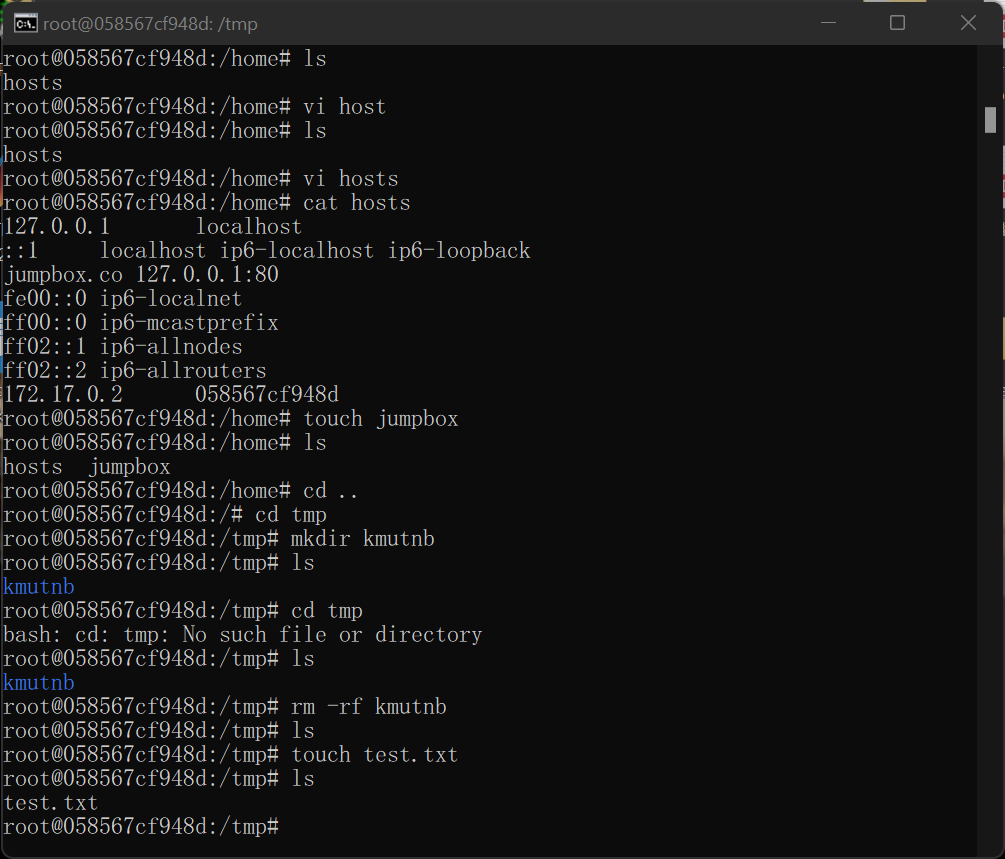 root@058567cf948d: /tmp
root@058567cf948d:/home# ls
hosts
root@058567cf948d:/home# vi host
root@058567cf948d:/home# ls
hosts
root@058567cf948d:/home# vi hosts
root@058567cf948d:/home# cat hosts
127.0.0.1       localhost
::1     localhost ip6-localhost ip6-loopback
jumpbox.co 127.0.0.1:80
fe00::0 ip6-localnet
ff00::0 ip6-mcastprefix
ff02::1 ip6-allnodes
ff02::2 ip6-allrouters
172.17.0.2      058567cf948d
root@058567cf948d:/home# touch jumpbox
root@058567cf948d:/home# ls
hosts  jumpbox
root@058567cf948d:/home# cd ..
root@058567cf948d:/# cd tmp
root@058567cf948d:/tmp# mkdir kmutnb
root@058567cf948d:/tmp# ls
kmutnb
root@058567cf948d:/tmp# cd tmp
bash: cd: tmp: No such file or directory
root@058567cf948d:/tmp# ls
kmutnb
root@058567cf948d:/tmp# rm -rf kmutnb
root@058567cf948d:/tmp# ls
root@058567cf948d:/tmp# touch test.txt
root@058567cf948d:/tmp# ls
test.txt
root@058567cf948d:/tmp#